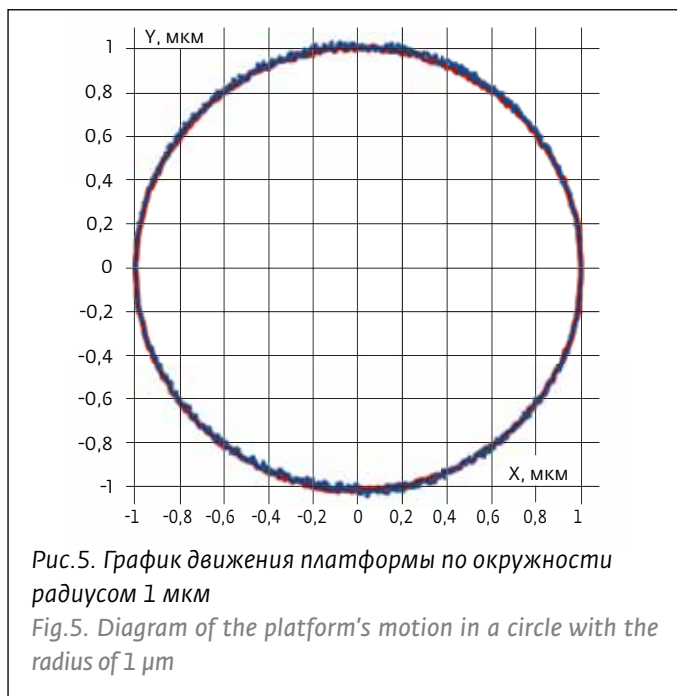 Y, мкм
1
0,8
0,6
0,4
0,2
0
-0,2
-0,4
-0,6
-0,8
-1
X, мкм
-1 -0,8 -0,6 -0,4 -0,2 0 0,2 0,4 0,6 0,8 1
Рис.5. График движения платформы по окружности
радиусом 1 мкм
Fig.5. Diagram of the platform's motion in a circle with the
radius of 1 µm